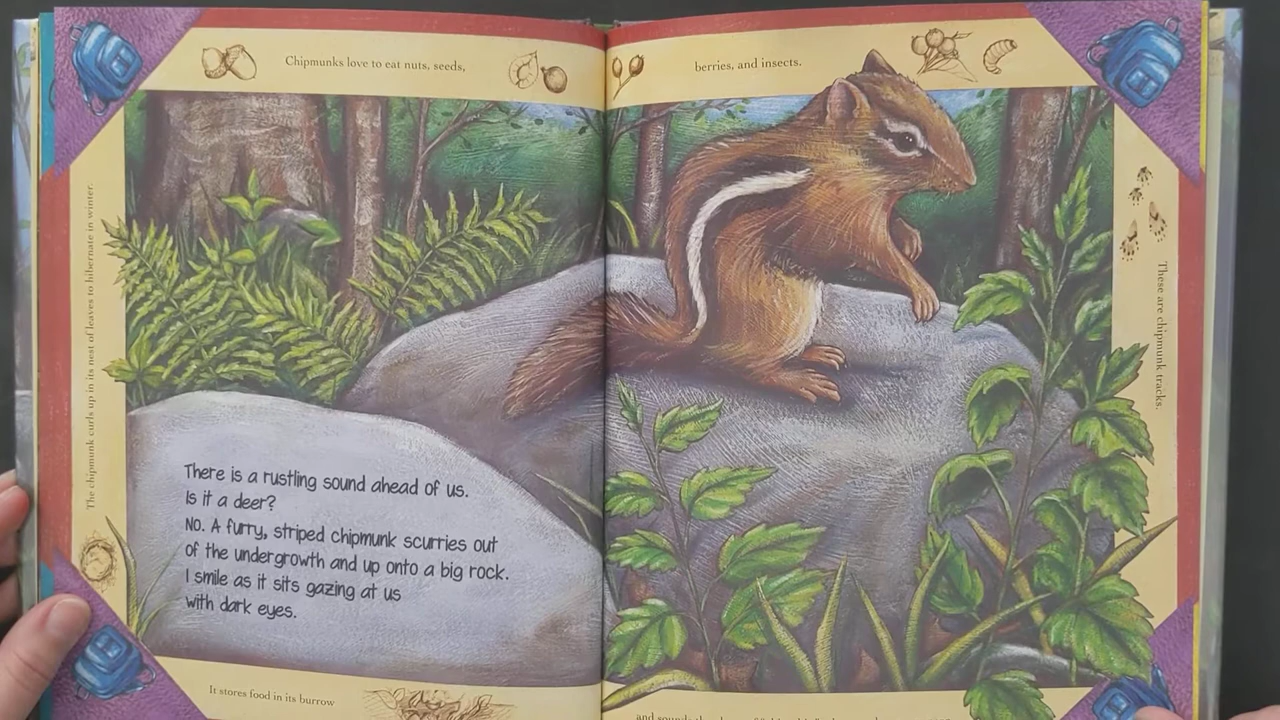 Chipmunks love to eat nuts, seeds,
berries, and insects.
The chipmunk curls up in its nest of leaves to hibernate in winter.
There is a rustling sound ahead of us.
Is it a deer?
No. A furry, striped chipmunk scurries out
of the undergrowth and up onto a big rock.
I smile as it sits gazing at us
with dark eyes.
These are chipmunk tracks.
It stores food in its burrow
and sounds